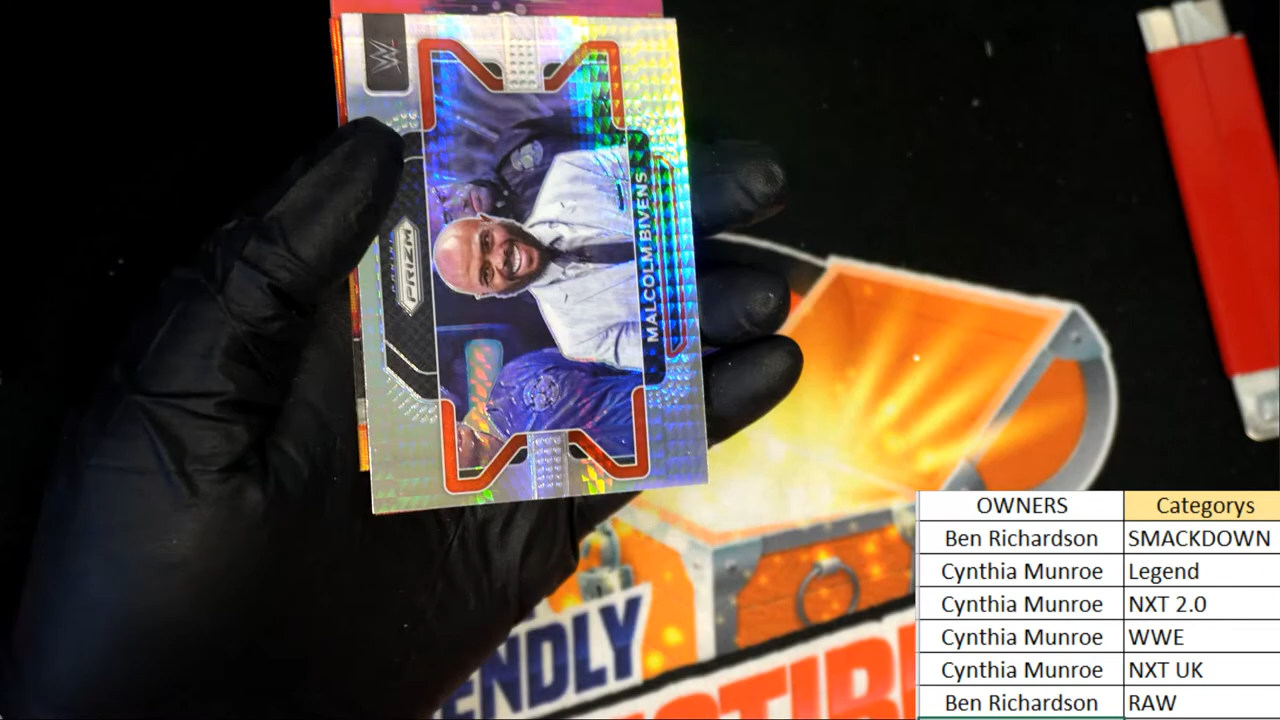 W
PANINI
PRIZM
MALCOLM BIVENS
ENDLY
OWNERS Categorys
Ben Richardson SMACKDOWN
Cynthia Munroe Legend
Cynthia Munroe NXT 2.0
Cynthia Munroe WWE
Cynthia Munroe NXT UK
Ben Richardson RAW